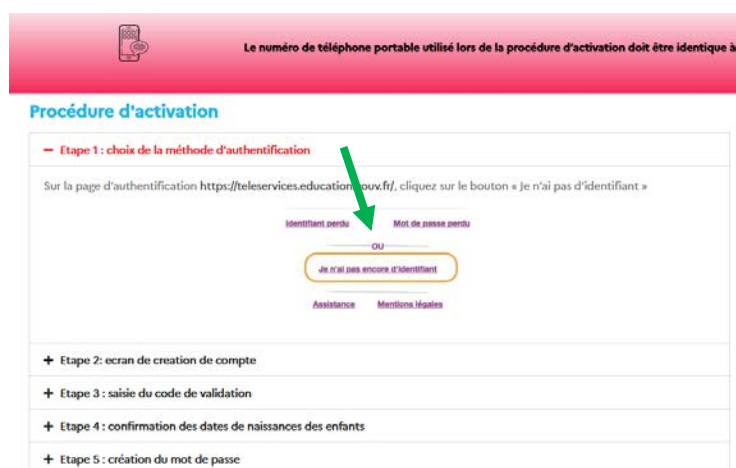 Le numéro de téléphone portable utilisé lors de la procédure d'activation doit être identique à
Procédure d'activation
− Etape 1 : choix de la méthode d'authentification
Sur la page d'authentification https://teleservices.education.gouv.fr/, cliquez sur le bouton « Je n'ai pas d'identifiant »
Identifiant perdu Mot de passe perdu
OU
Je n'ai pas encore d'identifiant
Assistance Mentions légales
+ Etape 2: ecran de creation de compte
+ Etape 3 : saisie du code de validation
+ Etape 4 : confirmation des dates de naissances des enfants
+ Etape 5 : création du mot de passe